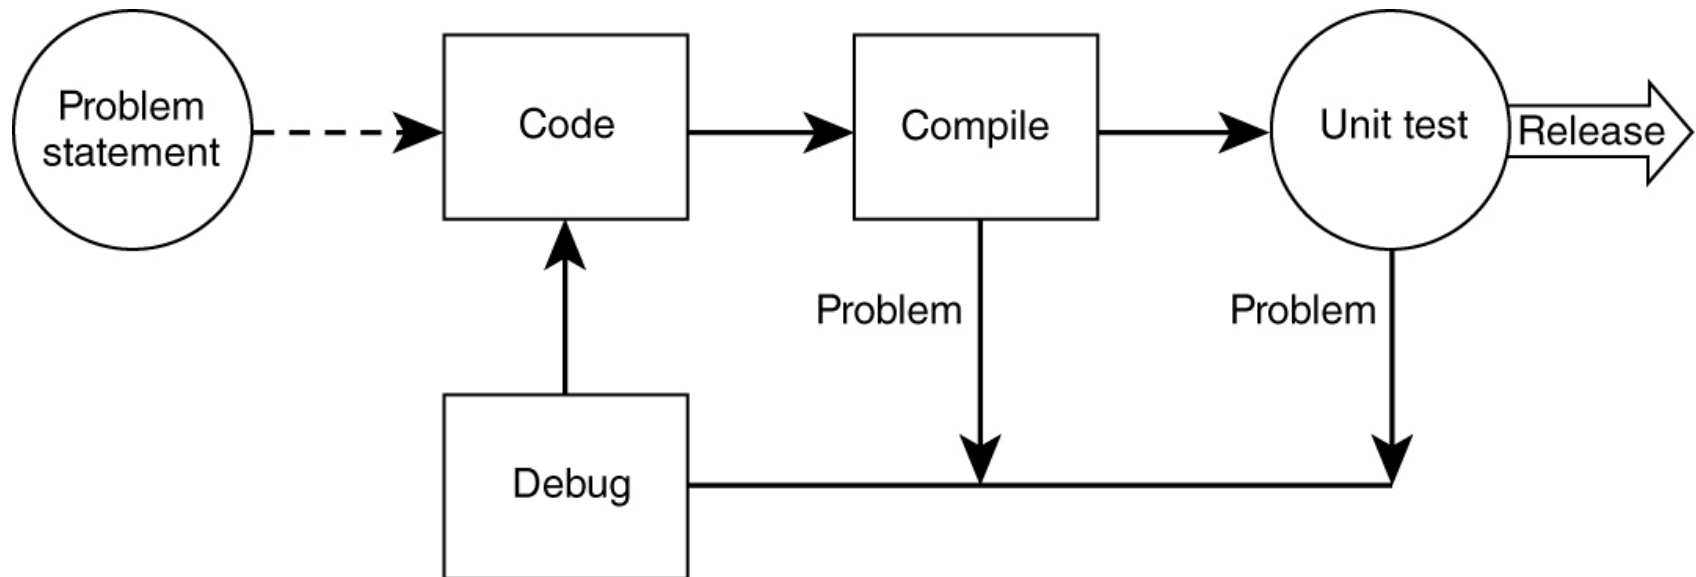 Problem
statement
Code
Compile
Unit test
Release
Problem
Problem
Debug